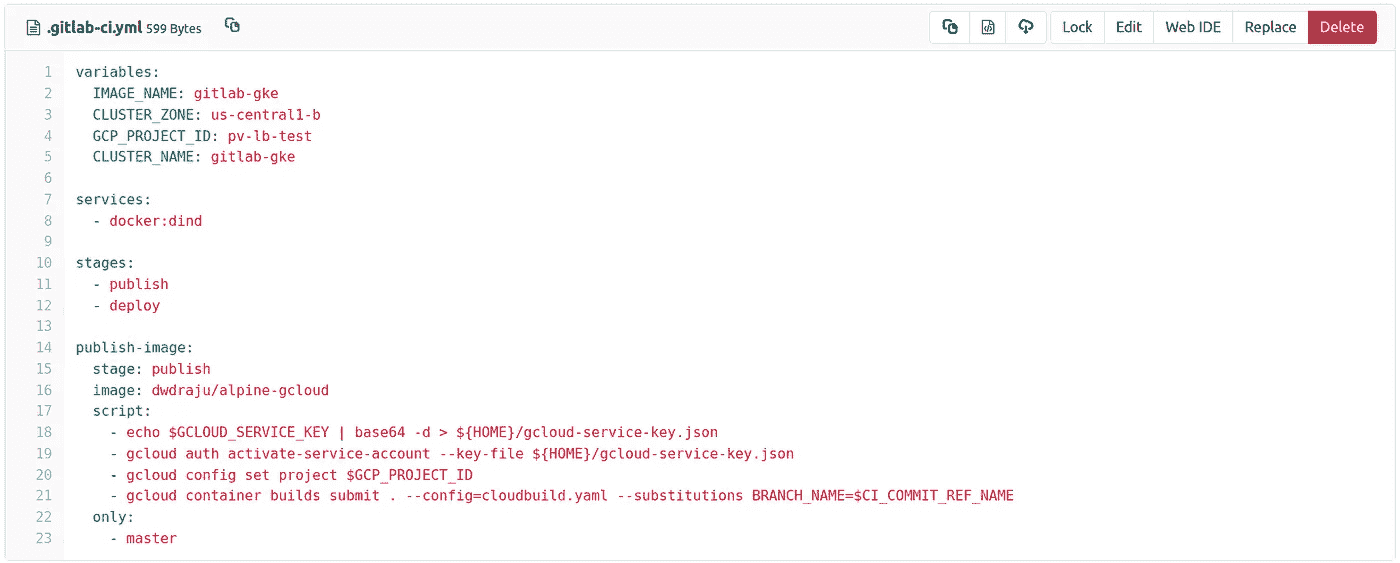 .gitlab-ci.yml 599 Bytes Lock Edit Web IDE Replace Delete
1 variables:
2   IMAGE_NAME: gitlab-gke
3   CLUSTER_ZONE: us-central1-b
4   GCP_PROJECT_ID: pv-lb-test
5   CLUSTER_NAME: gitlab-gke
6
7 services:
8   - docker:dind
9
10 stages:
11   - publish
12   - deploy
13
14 publish-image:
15   stage: publish
16   image: dwdraju/alpine-gcloud
17   script:
18     - echo $GCLOUD_SERVICE_KEY | base64 -d > ${HOME}/gcloud-service-key.json
19     - gcloud auth activate-service-account --key-file ${HOME}/gcloud-service-key.json
20     - gcloud config set project $GCP_PROJECT_ID
21     - gcloud container builds submit . --config=cloudbuild.yaml --substitutions BRANCH_NAME=$CI_COMMIT_REF_NAME
22   only:
23     - master